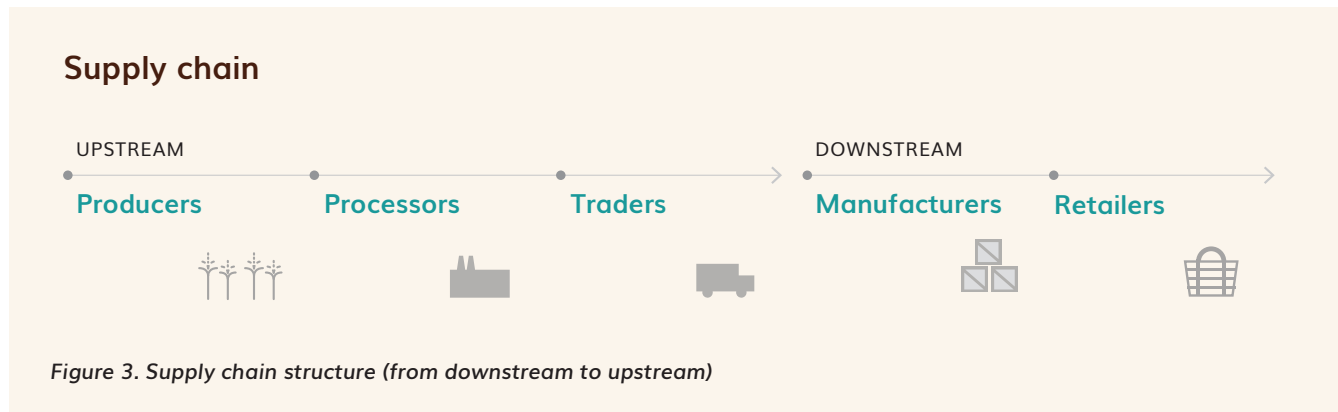 Supply chain
UPSTREAM
DOWNSTREAM
Producers
Processors
Traders
Manufacturers
Retailers
Figure 3. Supply chain structure (from downstream to upstream)